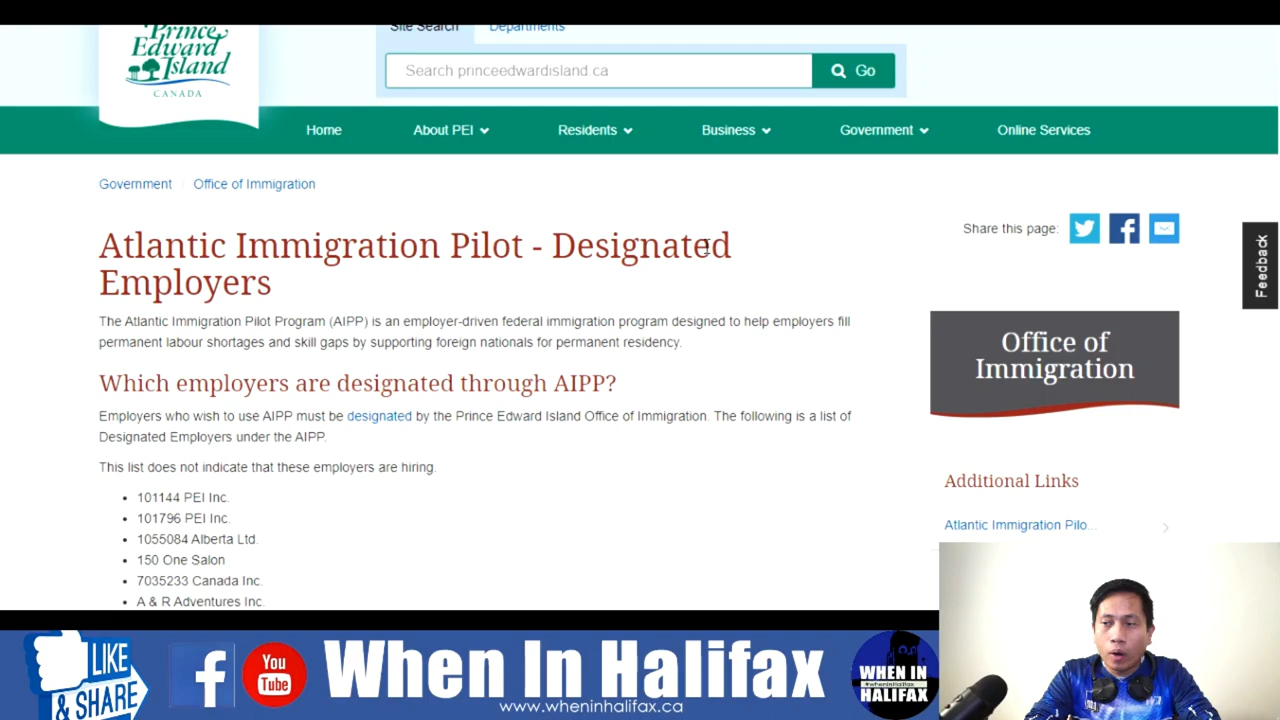 Prince
Edward
Island
CANADA
Site Search
Departments
Search princeedwardisland.ca
Go
Home
About PEI
Residents
Business
Government
Online Services
Government
Office of Immigration
Share this page:
Feedback
Atlantic Immigration Pilot - Designated
Employers
The Atlantic Immigration Pilot Program (AIPP) is an employer-driven federal immigration program designed to help employers fill
permanent labour shortages and skill gaps by supporting foreign nationals for permanent residency.
Office of
Immigration
Which employers are designated through AIPP?
Employers who wish to use AIPP must be designated by the Prince Edward Island Office of Immigration. The following is a list of
Designated Employers under the AIPP.
This list does not indicate that these employers are hiring.
Additional Links
Atlantic Immigration Pilo...
• 101144 PEI Inc.
• 101796 PEI Inc.
• 1055084 Alberta Ltd.
• 150 One Salon
• 7035233 Canada Inc.
• A & R Adventures Inc.
LIKE
& SHARE
f
You
Tube
When In Halifax
www.wheninhalifax.ca
WHEN IN
#wheninhalifax
HALIFAX